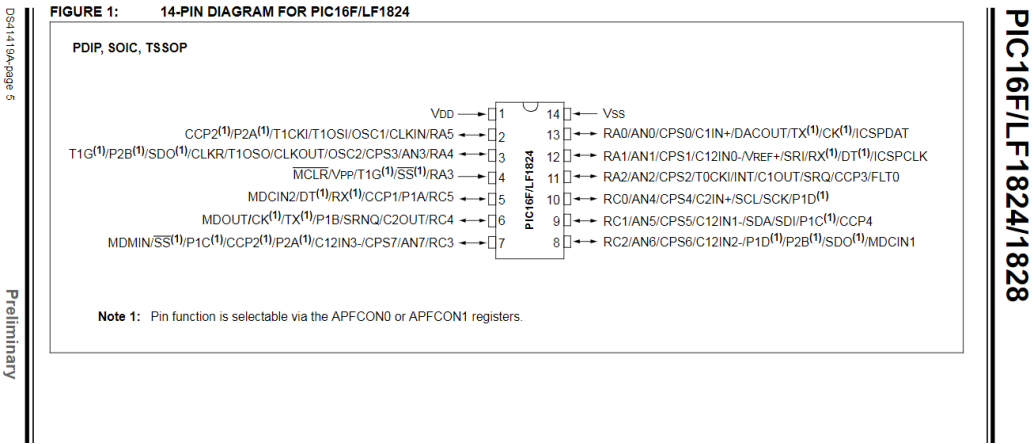 FIGURE 1: 14-PIN DIAGRAM FOR PIC16F/LF1824
PDIP, SOIC, TSSOP
VDD 1
CCP2(1)/P2A(1)/T1CKI/T1OSI/OSC1/CLKIN/RA5 2
T1G(1)/P2B(1)/SDO(1)/CLKR/T1OSO/CLKOUT/OSC2/CPS3/AN3/RA4 3
MCLR/VPP/T1G(1)/SS(1)/RA3 4
MDCIN2/DT(1)/RX(1)/CCP1/P1A/RC5 5
MDOUT/CK(1)/TX(1)/P1B/SRNQ/C2OUT/RC4 6
MDMIN/SS(1)/P1C(1)/CCP2(1)/P2A(1)/C12IN3-/CPS7/AN7/RC3 7
PIC16F/LF1824
14 VSS
13 RA0/AN0/CPS0/C1IN+/DACOUT/TX(1)/CK(1)/ICSPDAT
12 RA1/AN1/CPS1/C12IN0-/VREF+/SRI/RX(1)/DT(1)/ICSPCLK
11 RA2/AN2/CPS2/T0CKI/INT/C1OUT/SRQ/CCP3/FLT0
10 RC0/AN4/CPS4/C2IN+/SCL/SCK/P1D(1)
9 RC1/AN5/CPS5/C12IN1-/SDA/SDI/P1C(1)/CCP4
8 RC2/AN6/CPS6/C12IN2-/P1D(1)/P2B(1)/SDO(1)/MDCIN1
Note 1: Pin function is selectable via the APFCON0 or APFCON1 registers.
PIC16F/LF1824/1828
DS41419A-page 5
Preliminary